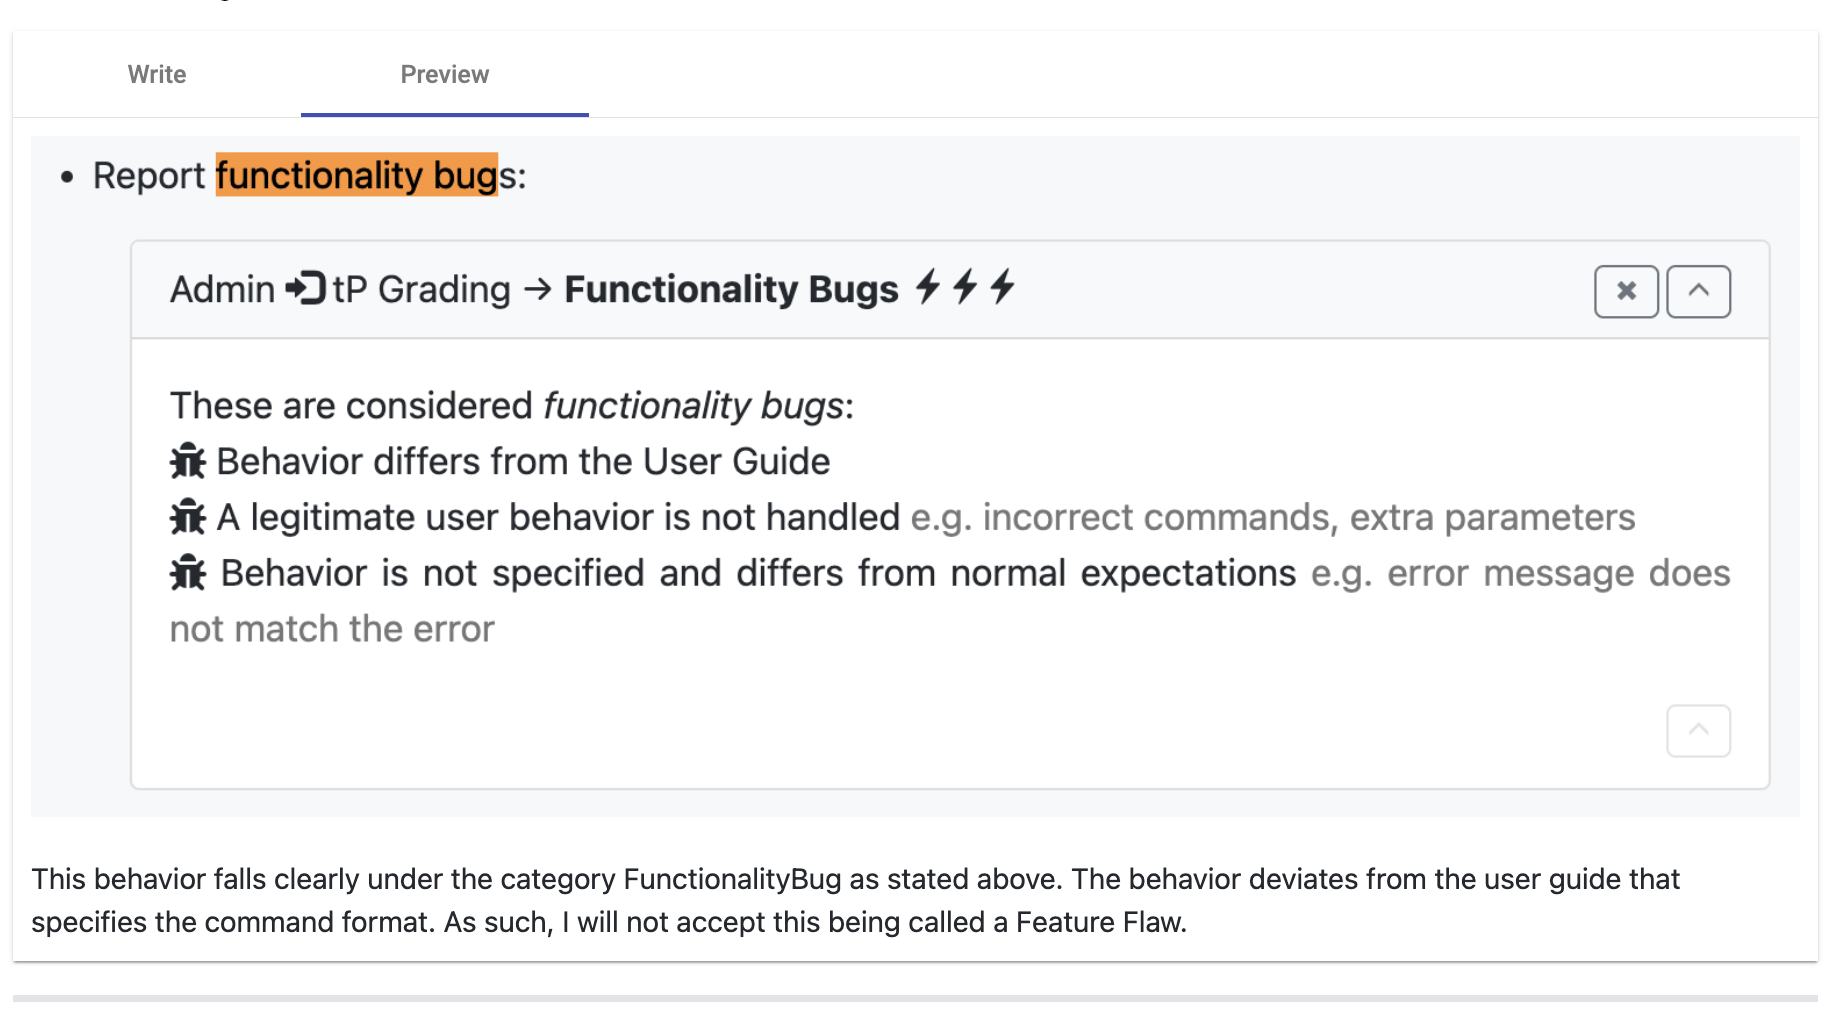 Write Preview
• Report functionality bugs:
Admin tP Grading → Functionality Bugs
These are considered functionality bugs:
Behavior differs from the User Guide
A legitimate user behavior is not handled e.g. incorrect commands, extra parameters
Behavior is not specified and differs from normal expectations e.g. error message does
not match the error
This behavior falls clearly under the category FunctionalityBug as stated above. The behavior deviates from the user guide that
specifies the command format. As such, I will not accept this being called a Feature Flaw.